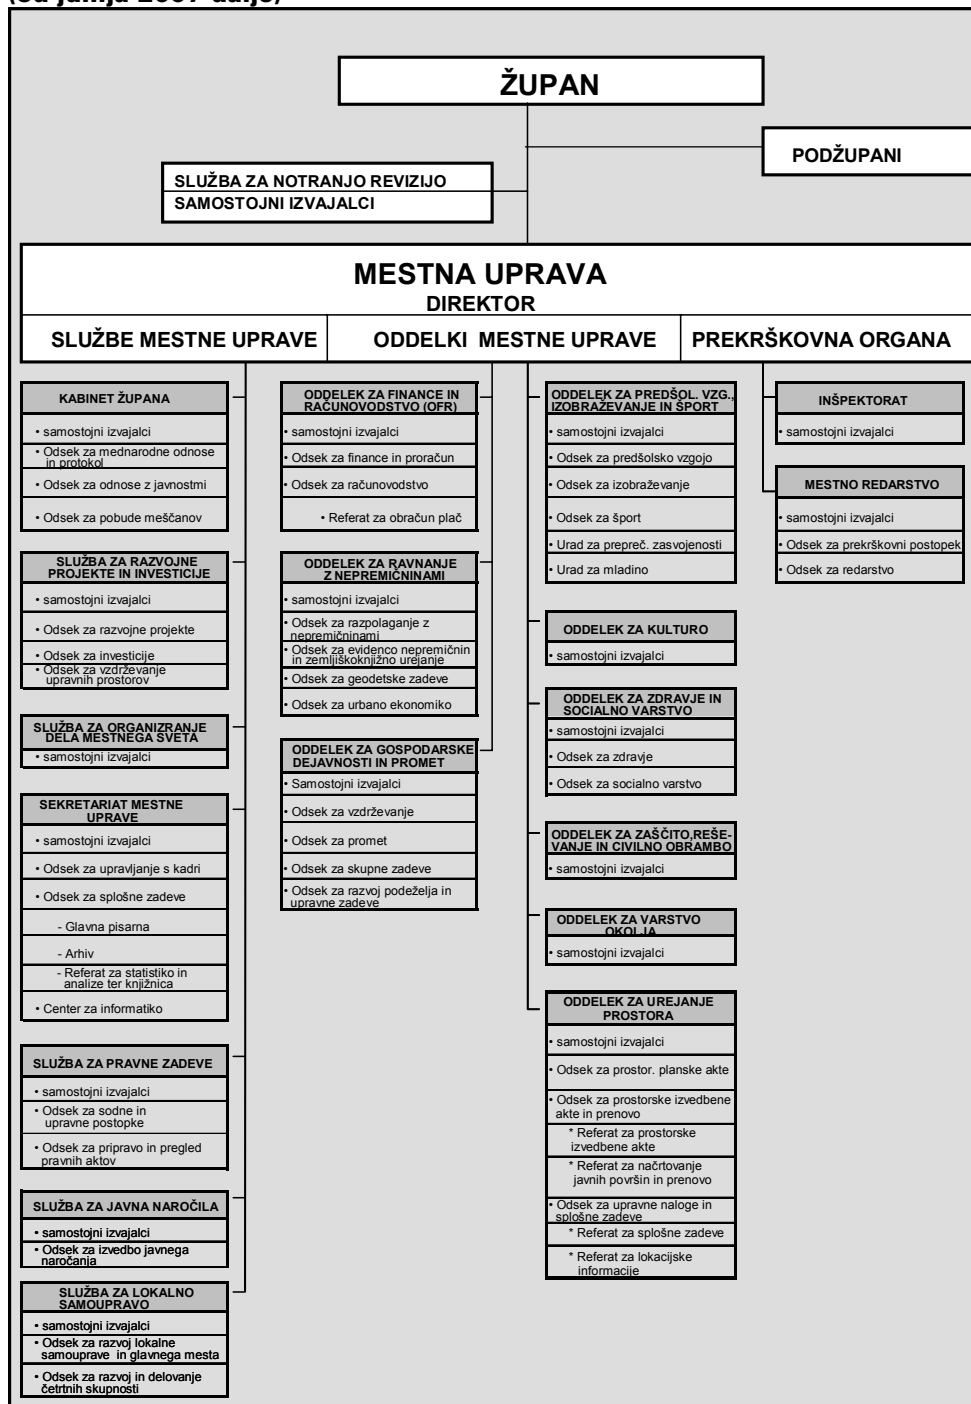 (od junija 2007 dalje)
ŽUPAN
PODŽUPANI
SLUŽBA ZA NOTRANJO REVIZIJO
SAMOSTOJNI IZVAJALCI
MESTNA UPRAVA
DIREKTOR
SLUŽBE MESTNE UPRAVE
ODDELKI MESTNE UPRAVE
PREKRŠKOVNA ORGANA
KABINET ŽUPANA
• samostojni izvajalci
• Odsek za mednarodne odnose
in protokol
• Odsek za odnose z javnostmi
• Odsek za pobude meščanov
SLUŽBA ZA RAZVOJNE
PROJEKTE IN INVESTICIJE
• samostojni izvajalci
• Odsek za razvojne projekte
• Odsek za investicije
• Odsek za vzdrževanje
upravnih prostorov
SLUŽBA ZA ORGANIZIRANJE
DELA MESTNEGA SVETA
• samostojni izvajalci
SEKRETARIAT MESTNE
UPRAVE
• samostojni izvajalci
• Odsek za upravljanje s kadri
• Odsek za splošne zadeve
- Glavna pisarna
- Arhiv
- Referat za statistiko in
analize ter knjižnica
• Center za informatiko
SLUŽBA ZA PRAVNE ZADEVE
• samostojni izvajalci
• Odsek za sodne in
upravne postopke
• Odsek za pripravo in pregled
pravnih aktov
SLUŽBA ZA JAVNA NAROČILA
• samostojni izvajalci
• Odsek za izvedbo javnega
naročanja
SLUŽBA ZA LOKALNO
SAMOUPRAVO
• samostojni izvajalci
• Odsek za razvoj lokalne
samouprave in glavnega mesta
• Odsek za razvoj in delovanje
četrtnih skupnosti
ODDELEK ZA FINANCE IN
RAČUNOVODSTVO (OFR)
• samostojni izvajalci
• Odsek za finance in proračun
• Odsek za računovodstvo
• Referat za obračun plač
ODDELEK ZA RAVNANJE
Z NEPREMIČNINAMI
• samostojni izvajalci
• Odsek za razpolaganje z
nepremičninami
• Odsek za evidenco nepremičnin
in zemljiškoknjižno urejanje
• Odsek za geodetske zadeve
• Odsek za urbano ekonomiko
ODDELEK ZA GOSPODARSKE
DEJAVNOSTI IN PROMET
• Samostojni izvajalci
• Odsek za vzdrževanje
• Odsek za promet
• Odsek za skupne zadeve
• Odsek za razvoj podeželja in
upravne zadeve
ODDELEK ZA PREDŠOL. VZG.,
IZOBRAŽEVANJE IN ŠPORT
• samostojni izvajalci
• Odsek za predšolsko vzgojo
• Odsek za izobraževanje
• Odsek za šport
• Urad za prepreč. zasvojenosti
• Urad za mladino
ODDELEK ZA KULTURO
• samostojni izvajalci
ODDELEK ZA ZDRAVJE IN
SOCIALNO VARSTVO
• samostojni izvajalci
• Odsek za zdravje
• Odsek za socialno varstvo
ODDELEK ZA ZAŠČITO,REŠE-
VANJE IN CIVILNO OBRAMBO
• samostojni izvajalci
ODDELEK ZA VARSTVO
OKOLJA
• samostojni izvajalci
ODDELEK ZA UREJANJE
PROSTORA
• samostojni izvajalci
• Odsek za prostor. planske akte
• Odsek za prostorske izvedbene
akte in prenovo
* Referat za prostorske
izvedbene akte
* Referat za načrtovanje
javnih površin in prenovo
• Odsek za upravne naloge in
splošne zadeve
* Referat za splošne zadeve
* Referat za lokacijske
informacije
INŠPEKTORAT
• samostojni izvajalci
MESTNO REDARSTVO
• samostojni izvajalci
• Odsek za prekrškovni postopek
• Odsek za redarstvo